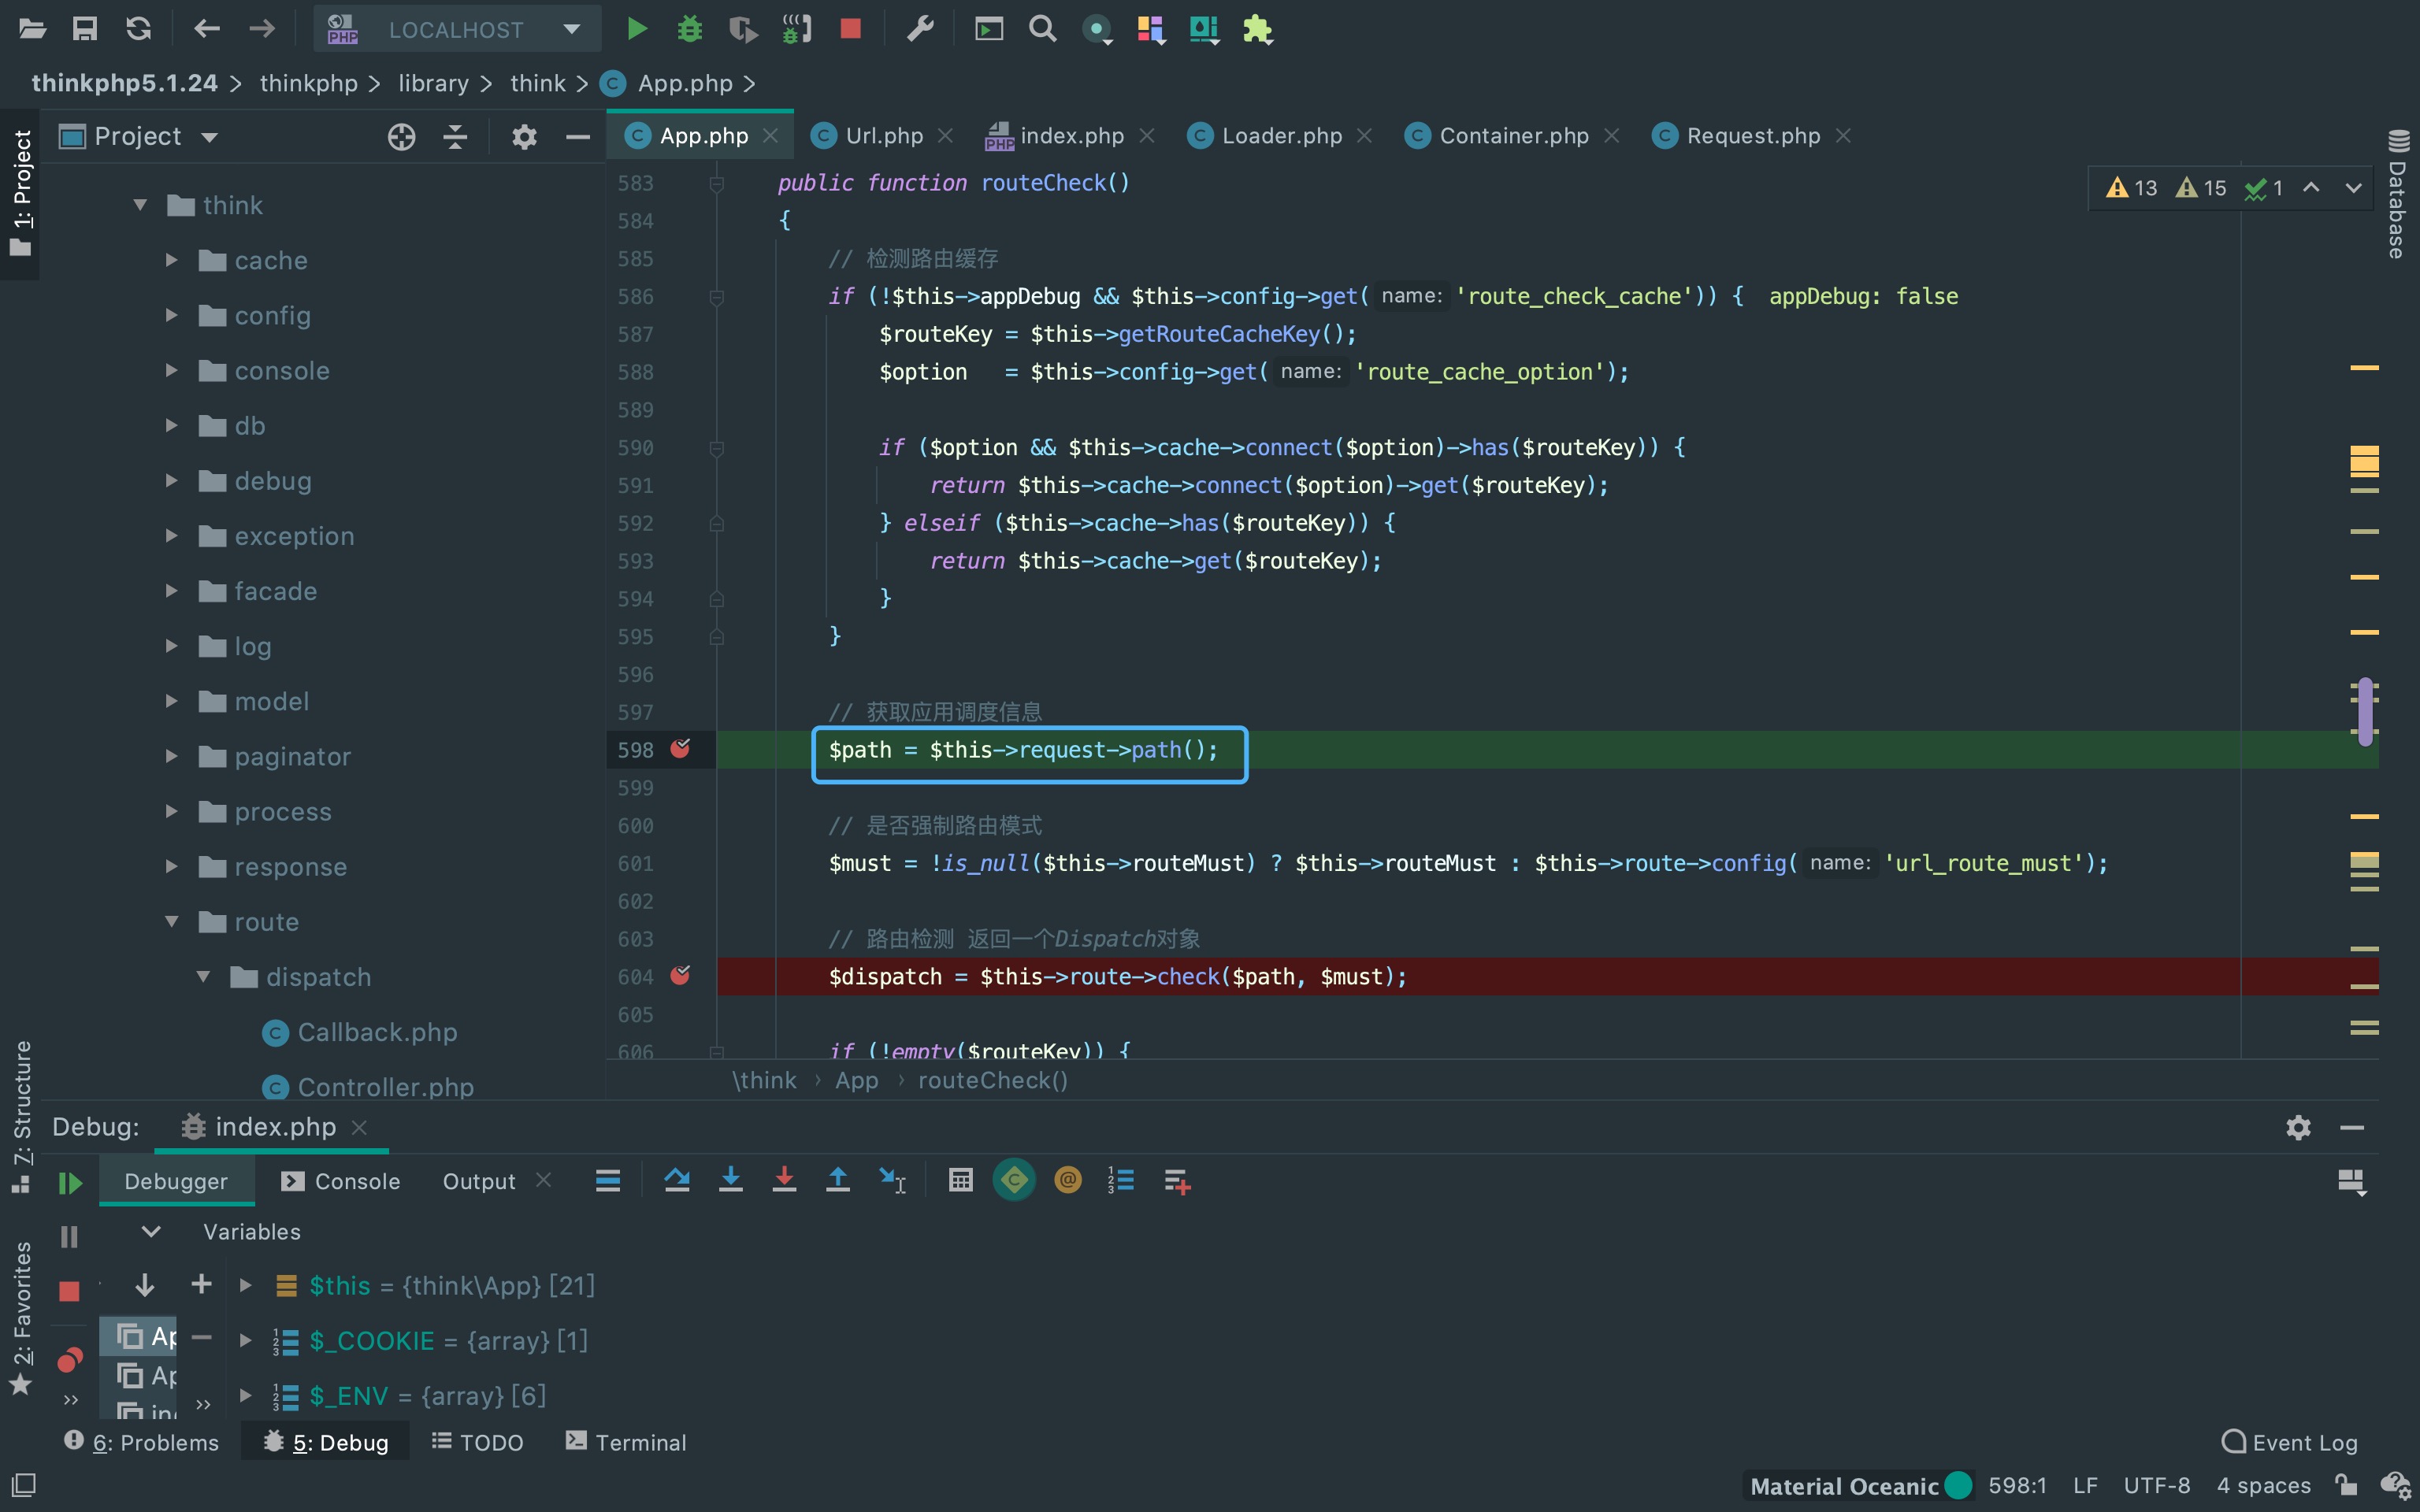 LOCALHOST
thinkphp5.1.24 > thinkphp > library > think > App.php >
1: Project
Project
App.php Url.php index.php Loader.php Container.php Request.php
think
cache
config
console
db
debug
exception
facade
log
model
paginator
process
response
route
dispatch
Callback.php
Controller.php
13 15 1
Database
583 public function routeCheck()
584 {
585 // 检测路由缓存
586 if (!$this->appDebug && $this->config->get( name: 'route_check_cache')) { appDebug: false
587 $routeKey = $this->getRouteCacheKey();
588 $option = $this->config->get( name: 'route_cache_option');
589
590 if ($option && $this->cache->connect($option)->has($routeKey)) {
591 return $this->cache->connect($option)->get($routeKey);
592 } elseif ($this->cache->has($routeKey)) {
593 return $this->cache->get($routeKey);
594 }
595 }
596
597 // 获取应用调度信息
598 $path = $this->request->path();
599
600 // 是否强制路由模式
601 $must = !is_null($this->routeMust) ? $this->routeMust : $this->route->config( name: 'url_route_must');
602
603 // 路由检测 返回一个Dispatch对象
604 $dispatch = $this->route->check($path, $must);
605
606 if (!empty($routeKey)) {
\think › App › routeCheck()
7: Structure
2: Favorites
Debug: index.php
Debugger Console Output
Variables
$this = {think\App} [21]
$_COOKIE = {array} [1]
$_ENV = {array} [6]
Ap
Ap
in
6: Problems 5: Debug TODO Terminal Event Log
Material Oceanic 598:1 LF UTF-8 4 spaces